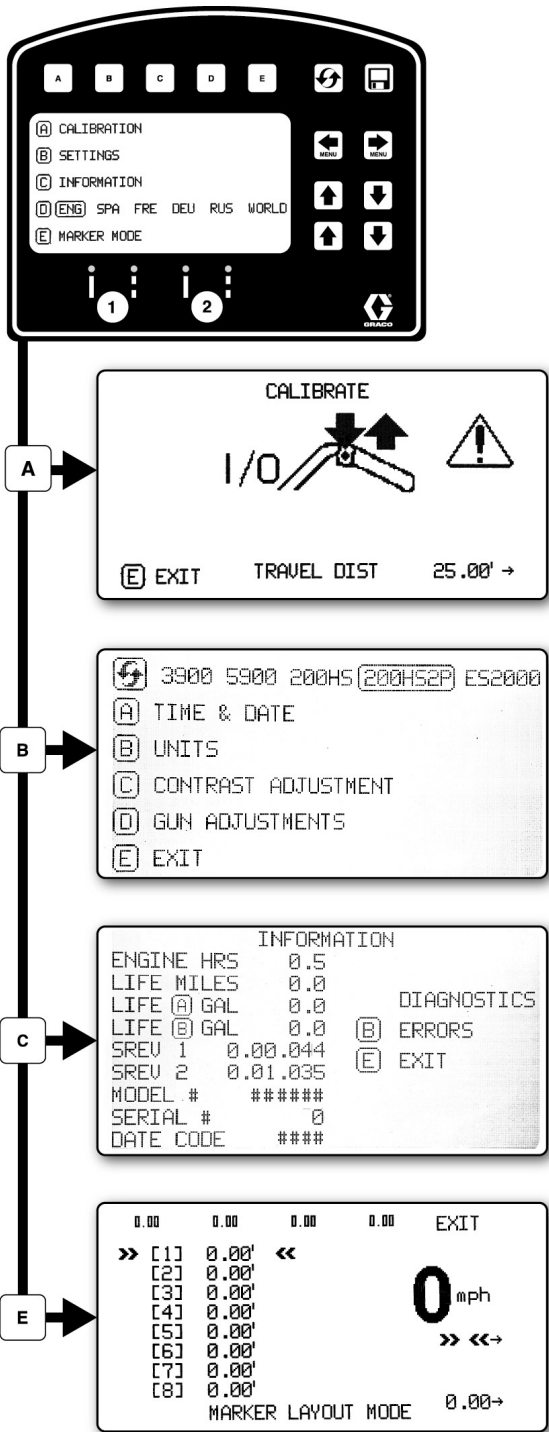 A B C D E
A CALIBRATION
B SETTINGS
MENU MENU
C INFORMATION
D ENG SPA FRE DEU RUS WORLD
E MARKER MODE
1 2
GRACO
A
CALIBRATE
I/O
E EXIT TRAVEL DIST 25.00' →
B
3900 5900 200HS 200HS2P ES2000
A TIME & DATE
B UNITS
C CONTRAST ADJUSTMENT
D GUN ADJUSTMENTS
E EXIT
C
INFORMATION
ENGINE HRS 0.5
LIFE MILES 0.0
LIFE A GAL 0.0 DIAGNOSTICS
LIFE B GAL 0.0 B ERRORS
SREV 1 0.00.044
SREV 2 0.01.035 E EXIT
MODEL # ######
SERIAL # 0
DATE CODE ####
E
0.00 0.00 0.00 0.00 EXIT
>> [1] 0.00' <<
[2] 0.00'
[3] 0.00'
[4] 0.00' 0 mph
[5] 0.00'
[6] 0.00' >> <<→
[7] 0.00'
[8] 0.00'
MARKER LAYOUT MODE 0.00→